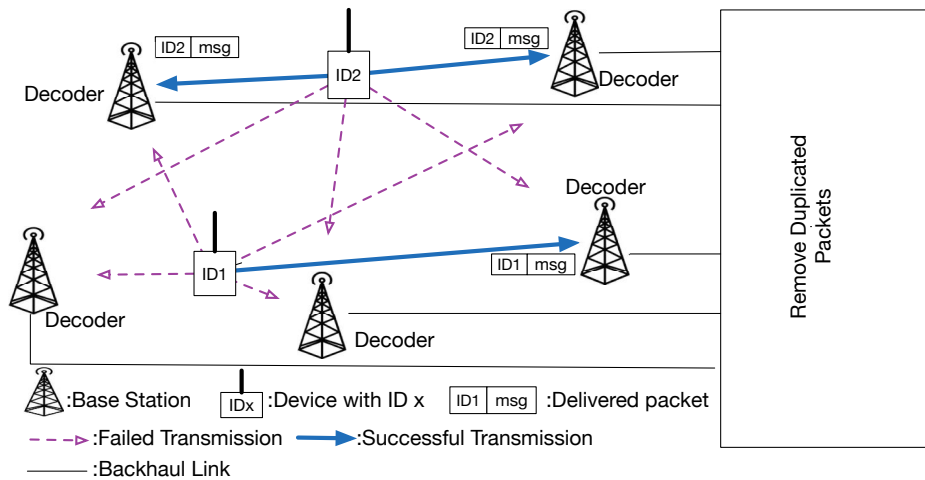 ID2 msg
ID2 msg
ID2
Decoder
Decoder
Decoder
ID1
ID1 msg
Decoder
Decoder
Remove Duplicated
Packets
:Base Station
IDx
:Device with ID x
ID1 msg
:Delivered packet
:Failed Transmission
:Successful Transmission
:Backhaul Link